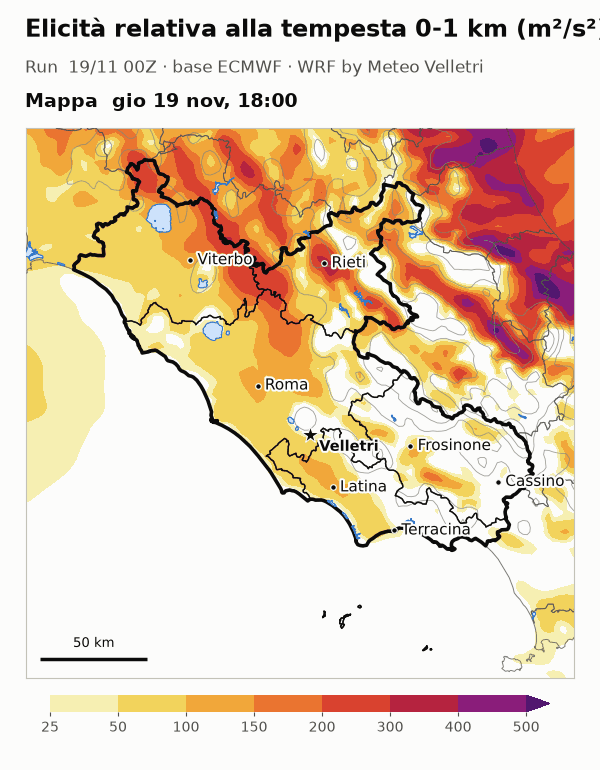 Elicità relativa alla tempesta 0-1 km (m²/s²)
Run 19/11 00Z · base ECMWF · WRF by Meteo Velletri
Mappa gio 19 nov, 18:00
Viterbo
Rieti
Roma
Velletri
Frosinone
Cassino
Latina
Terracina
50 km
25 50 100 150 200 300 400 500